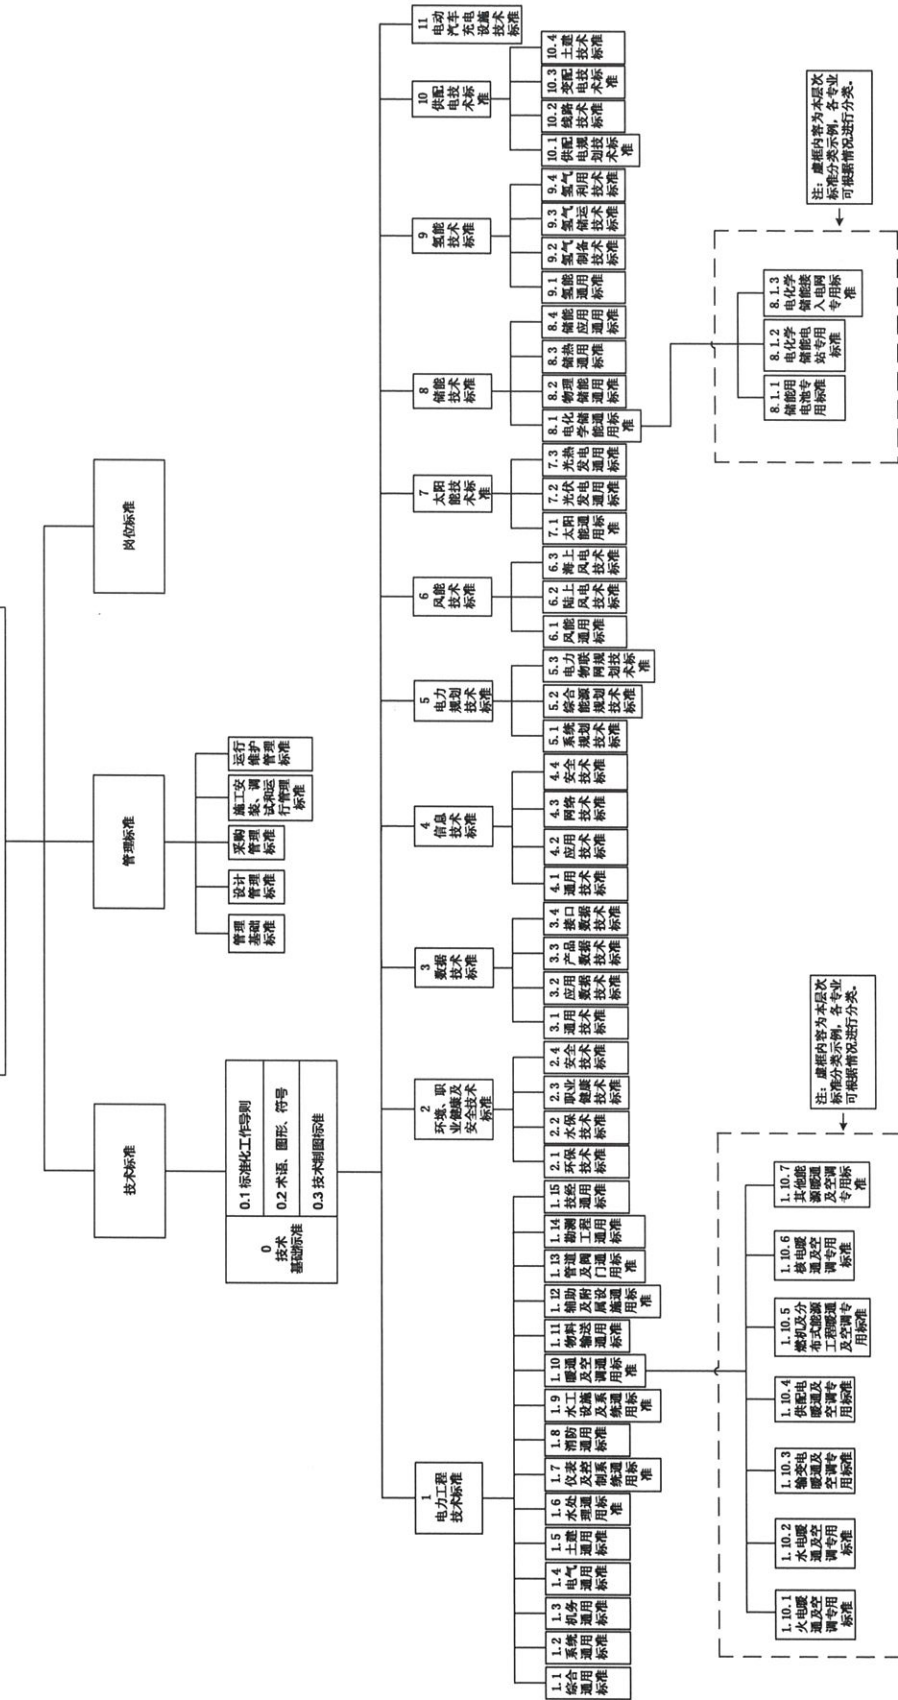 技术标准
管理标准
岗位标准
0
技术
基础标准
0.1 标准化工作导则
0.2 术语、图形、符号
0.3 技术制图标准
管理
基础
标准
设计
管理
标准
采购
管理
标准
施工安
装、调
试和运
行管理
标准
运行
维护
管理
标准
1
电力工程
技术标准
2
环境、职
业健康及
安全技术
标准
3
数据
技术
标准
4
信息
技术
标准
5
电力
规划技术
标准
6
风能
技术
标准
7
太阳
能技
术标
准
8
储能
技术
标准
9
氢能
技术
标准
10
供配
电技
术标
准
11
电动
汽车
充电
设施
技术
标准
1.1
综合
通用
标准
1.2
系统
通用
标准
1.3
机务
通用
标准
1.4
电气
通用
标准
1.5
土建
通用
标准
1.6
水处
理通
用标
准
1.7
仪表
及控
制系
统通
用标
准
1.8
消防
通用
标准
1.9
水工
设施
及系
统通
用标
准
1.10
暖通
及空
调通
用标
准
1.11
物料
输送
通用
标准
1.12
辅助
及附
属设
施通
用标
准
1.13
管道
及阀
门通
用标
准
1.14
勘测
工程
通用
标准
1.15
技经
通用
标准
2.1
环保
技术
标准
2.2
水保
技术
标准
2.3
职业
健康
技术
标准
2.4
安全
技术
标准
3.1
通用
技术
标准
3.2
应用
数据
技术
标准
3.3
产品
数据
技术
标准
3.4
接口
数据
技术
标准
4.1
通用
技术
标准
4.2
应用
技术
标准
4.3
网络
技术
标准
4.4
安全
技术
标准
5.1
系统
规划
技术
标准
5.2
综合
能源
规划
技术
标准
5.3
电力
物联
网规
划技
术标
准
6.1
风能
通用
标准
6.2
陆上
风电
技术
标准
6.3
海上
风电
技术
标准
7.1
太阳
能通
用标
准
7.2
光伏
发电
通用
标准
7.3
光热
发电
通用
标准
8.1
电化
学储
能通
用标
准
8.2
物理
储能
通用
标准
8.3
储热
通用
标准
8.4
储能
应用
通用
标准
9.1
氢能
通用
标准
9.2
氢气
制备
技术
标准
9.3
氢气
储运
技术
标准
9.4
氢气
利用
技术
标准
10.1
供配
电规
划技
术标
准
10.2
线路
技术
标准
10.3
变配
电技
术标
准
10.4
土建
技术
标准
1.10.1
火电暖
通及空
调专用
标准
1.10.2
水电暖
通及空
调专用
标准
1.10.3
输变电
暖通及
空调专
用标准
1.10.4
供配电
暖通及
空调专
用标准
1.10.5
燃机及分
布式能源
工程暖通
及空调专
用标准
1.10.6
核电暖
通及空
调专用
标准
1.10.7
其他能
源暖通
及空调
专用标
准
注：虚框内容为本层次
标准分类示例，各专业
可根据情况进行分类。
8.1.1
储能用
电池专
用标准
8.1.2
电化学
储能电
站专用
标准
8.1.3
电化学
储能接
入电网
专用标
准
注：虚框内容为本层次
标准分类示例，各专业
可根据情况进行分类。